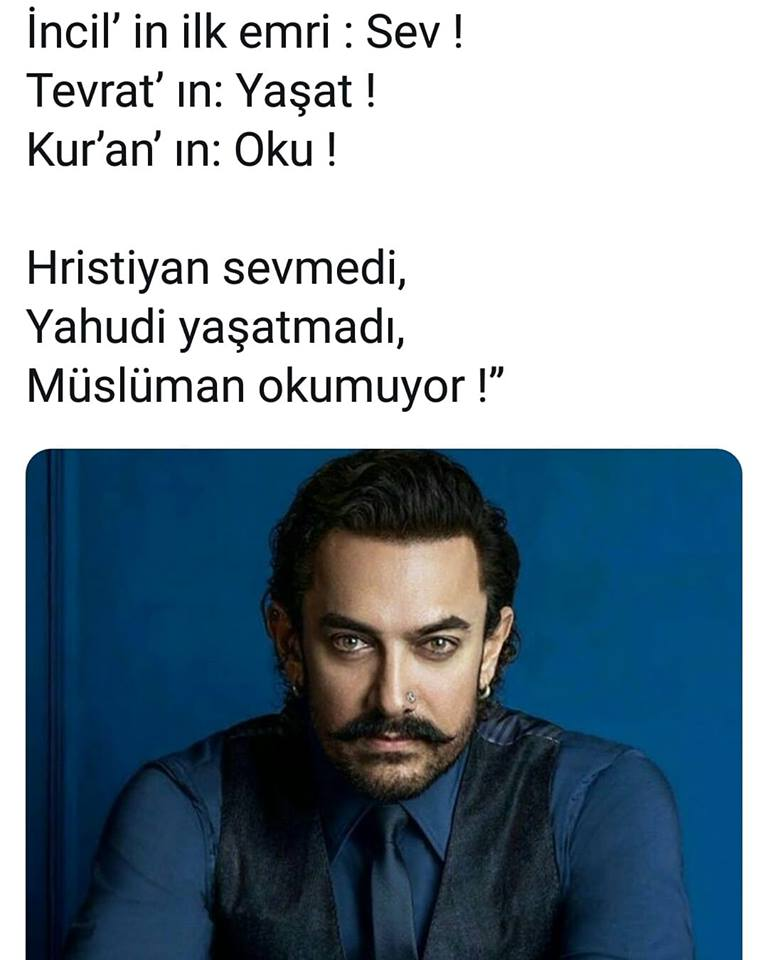 İncil’ in ilk emri : Sev !
Tevrat’ ın: Yaşat !
Kur’an’ ın: Oku !
Hristiyan sevmedi,
Yahudi yaşatmadı,
Müslüman okumuyor !”